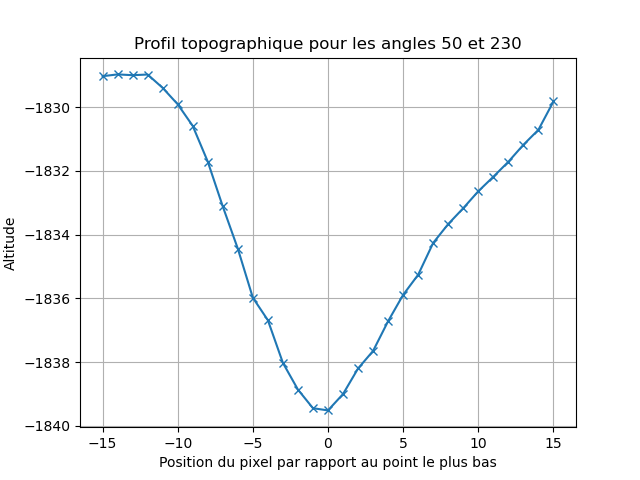 Profil topographique pour les angles 50 et 230
Altitude
−1830
−1832
−1834
−1836
−1838
−1840
−15 −10 −5 0 5 10 15
Position du pixel par rapport au point le plus bas